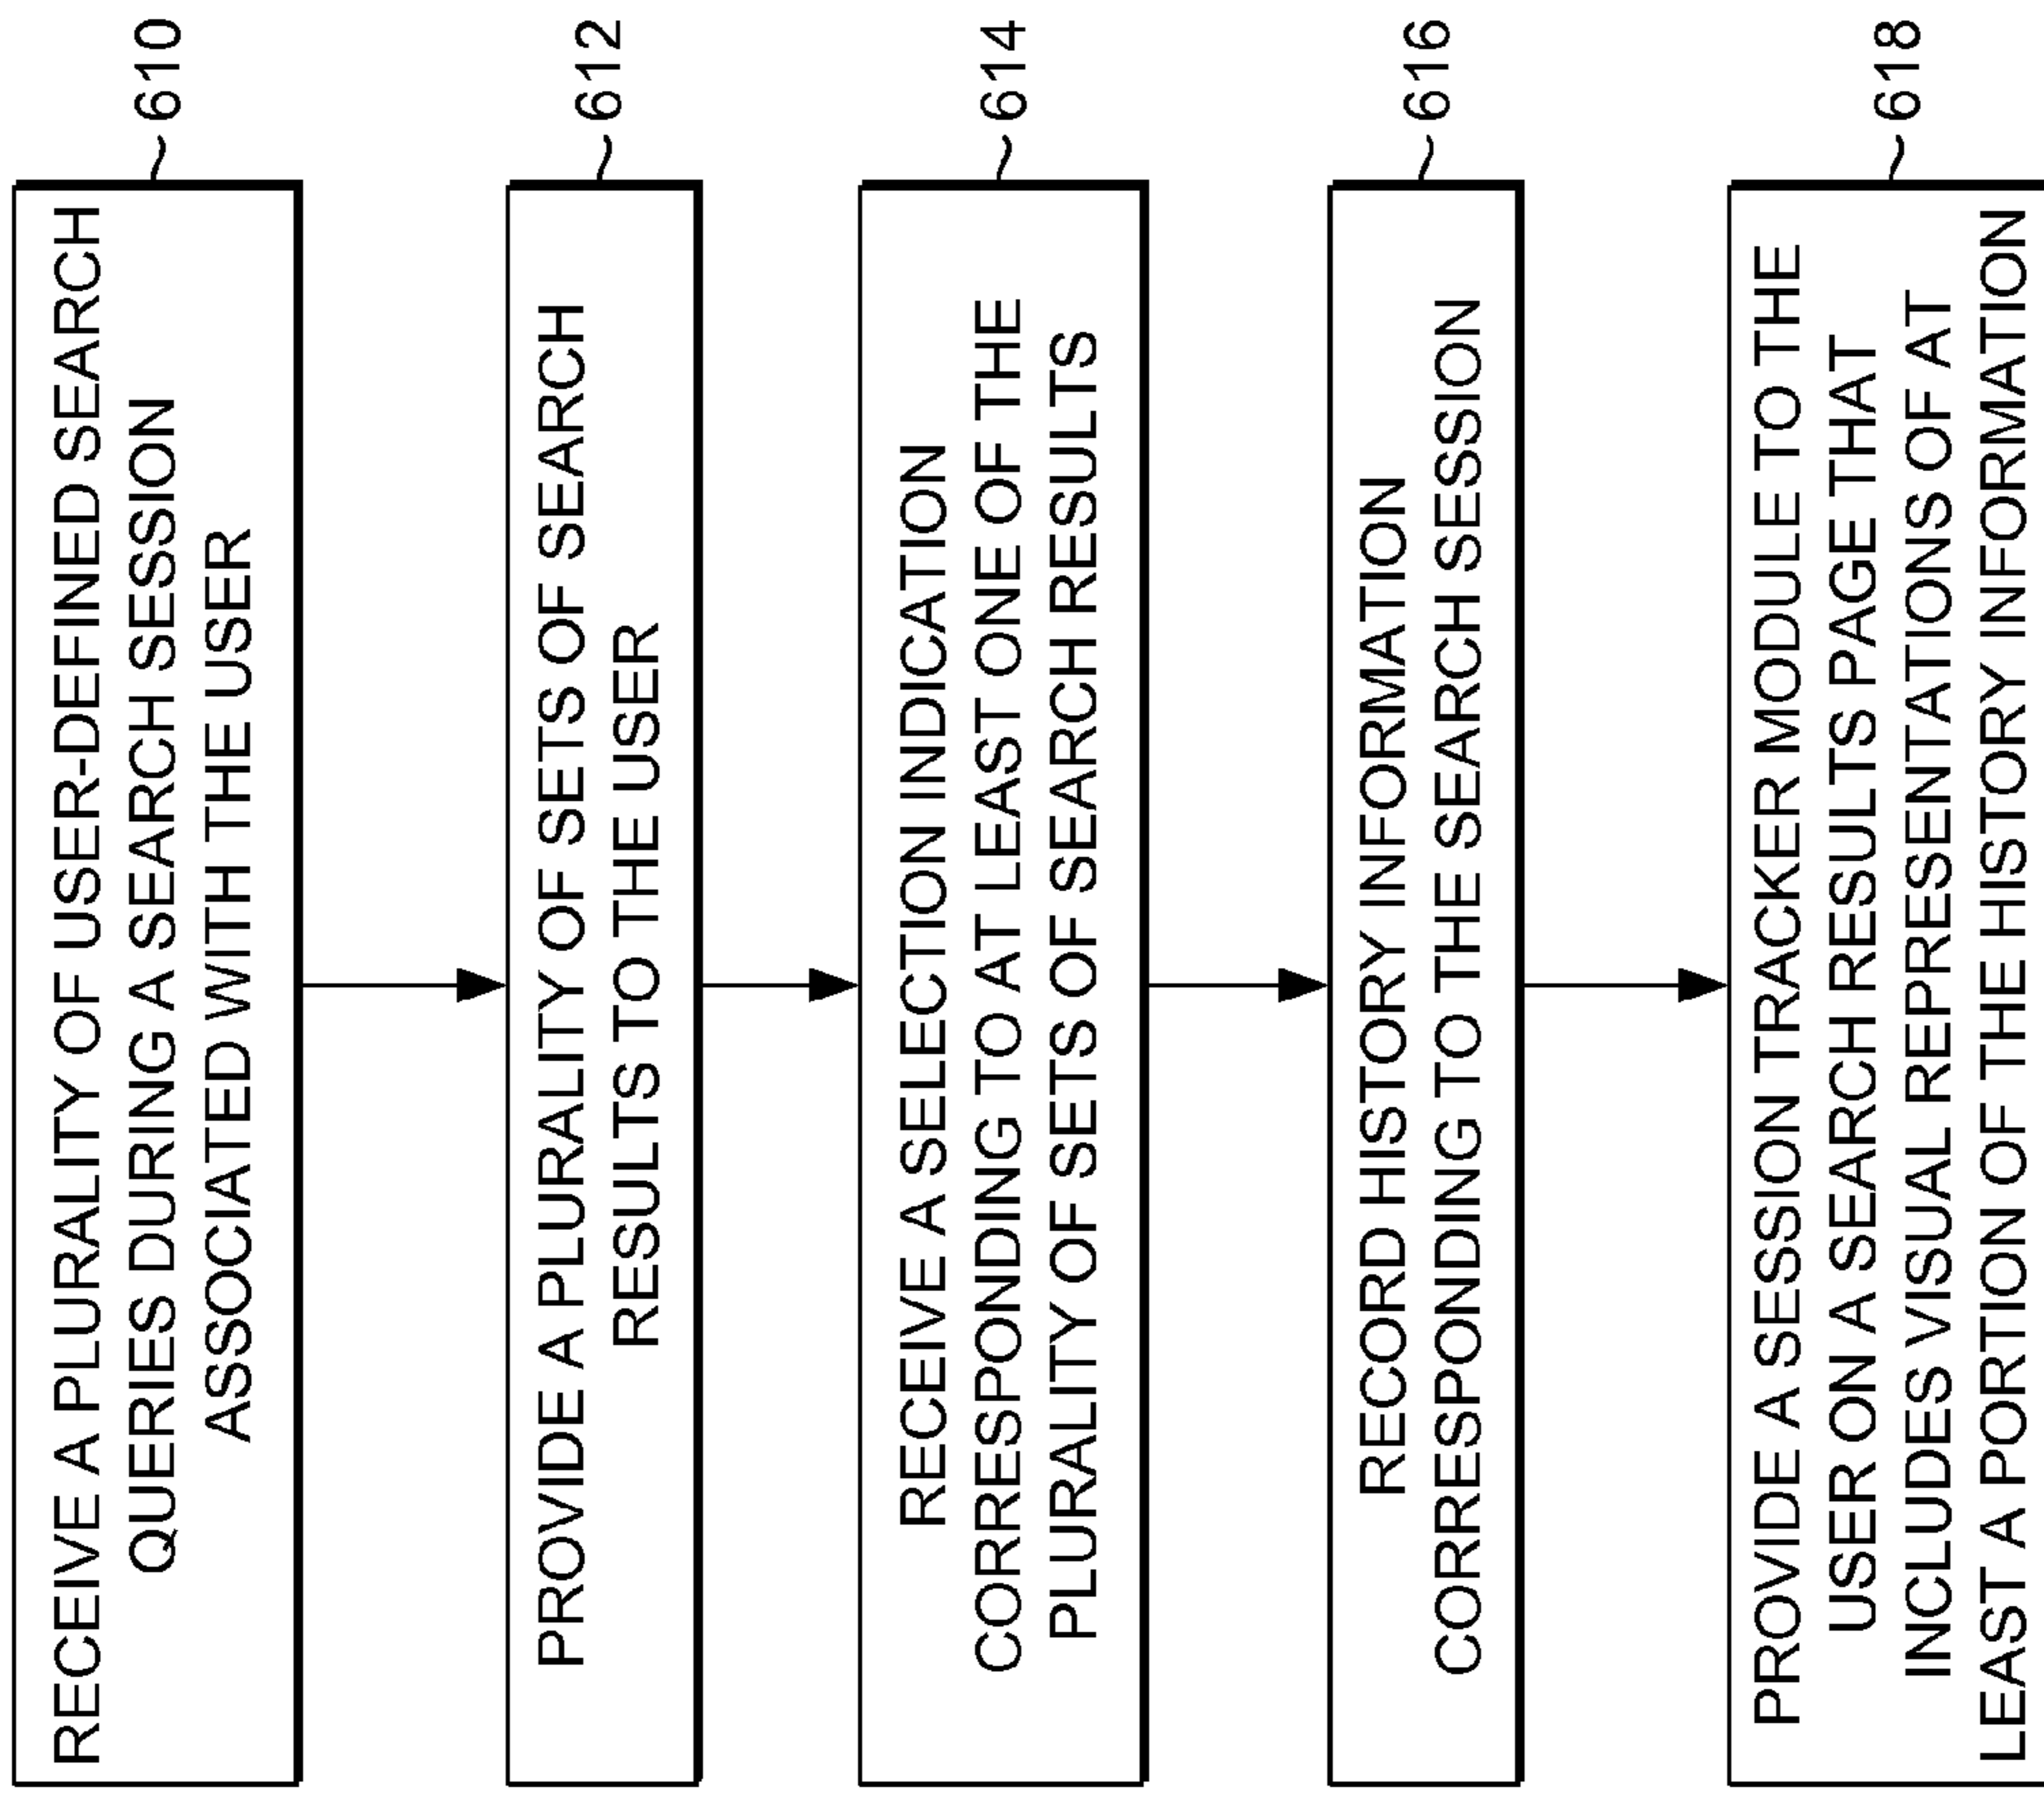 RECEIVE A PLURALITY OF USER-DEFINED SEARCH
QUERIES DURING A SEARCH SESSION
ASSOCIATED WITH THE USER
610
PROVIDE A PLURALITY OF SETS OF SEARCH
RESULTS TO THE USER
612
RECEIVE A SELECTION INDICATION
CORRESPONDING TO AT LEAST ONE OF THE
PLURALITY OF SETS OF SEARCH RESULTS
614
RECORD HISTORY INFORMATION
CORRESPONDING TO THE SEARCH SESSION
616
PROVIDE A SESSION TRACKER MODULE TO THE
USER ON A SEARCH RESULTS PAGE THAT
INCLUDES VISUAL REPRESENTATIONS OF AT
LEAST A PORTION OF THE HISTORY INFORMATION
618